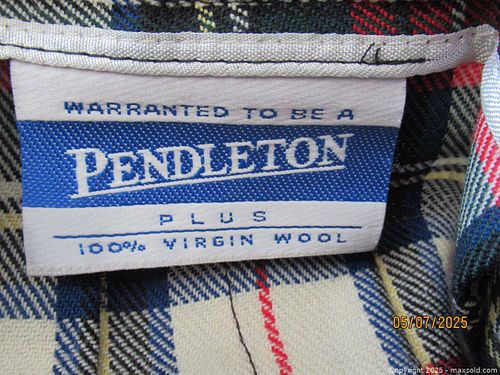 WARRANTED TO BE A
PENDLETON
PLUS
100% VIRGIN WOOL
05/07/2025
Copyright 2025 - maxsold.com